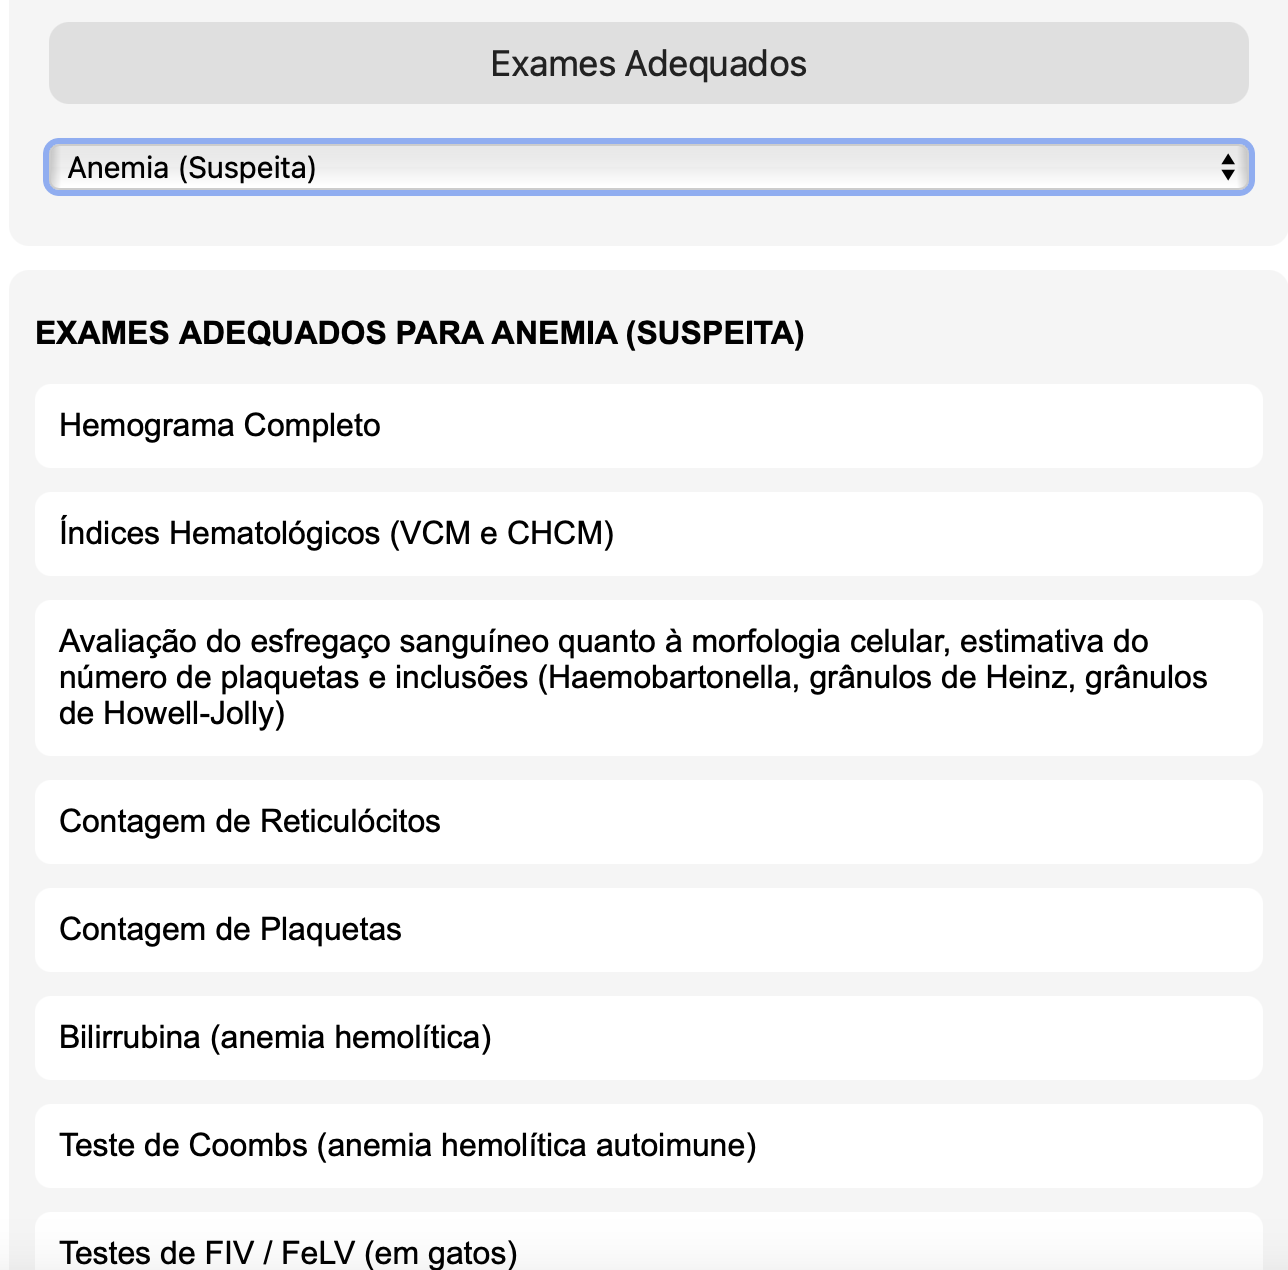 Exames Adequados
Anemia (Suspeita)
EXAMES ADEQUADOS PARA ANEMIA (SUSPEITA)
Hemograma Completo
Índices Hematológicos (VCM e CHCM)
Avaliação do esfregaço sanguíneo quanto à morfologia celular, estimativa do
número de plaquetas e inclusões (Haemobartonella, grânulos de Heinz, grânulos
de Howell-Jolly)
Contagem de Reticulócitos
Contagem de Plaquetas
Bilirrubina (anemia hemolítica)
Teste de Coombs (anemia hemolítica autoimune)
Testes de FIV / FeLV (em gatos)